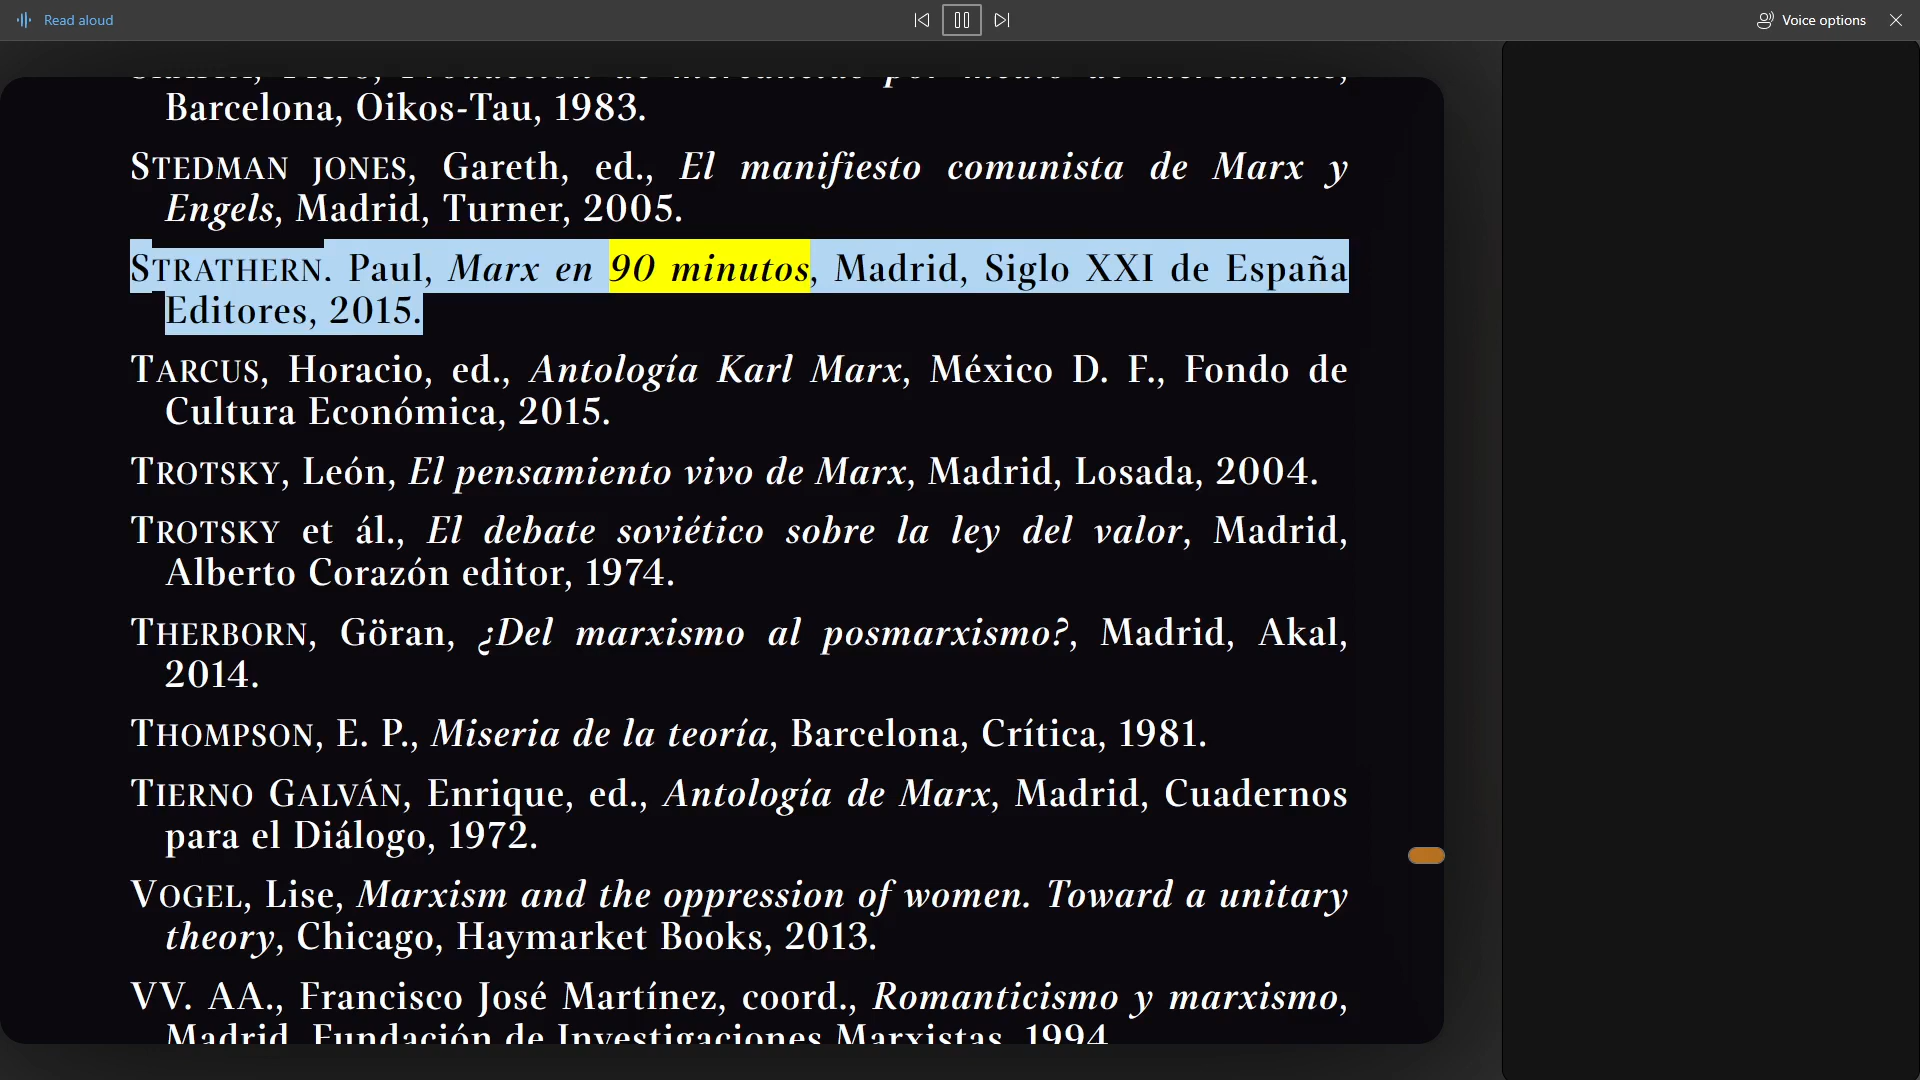 Read aloud
Voice options
Barcelona, Oikos-Tau, 1983.
STEDMAN JONES, Gareth, ed., El manifiesto comunista de Marx y
Engels, Madrid, Turner, 2005.
STRATHERN. Paul, Marx en 90 minutos, Madrid, Siglo XXI de España
Editores, 2015.
TARCUS, Horacio, ed., Antología Karl Marx, México D. F., Fondo de
Cultura Económica, 2015.
TROTSKY, León, El pensamiento vivo de Marx, Madrid, Losada, 2004.
TROTSKY et ál., El debate soviético sobre la ley del valor, Madrid,
Alberto Corazón editor, 1974.
THERBORN, Göran, ¿Del marxismo al posmarxismo?, Madrid, Akal,
2014.
THOMPSON, E. P., Miseria de la teoría, Barcelona, Crítica, 1981.
TIERNO GALVÁN, Enrique, ed., Antología de Marx, Madrid, Cuadernos
para el Diálogo, 1972.
VOGEL, Lise, Marxism and the oppression of women. Toward a unitary
theory, Chicago, Haymarket Books, 2013.
VV. AA., Francisco José Martínez, coord., Romanticismo y marxismo,
Madrid, Fundación de Investigaciones Marxistas, 1994